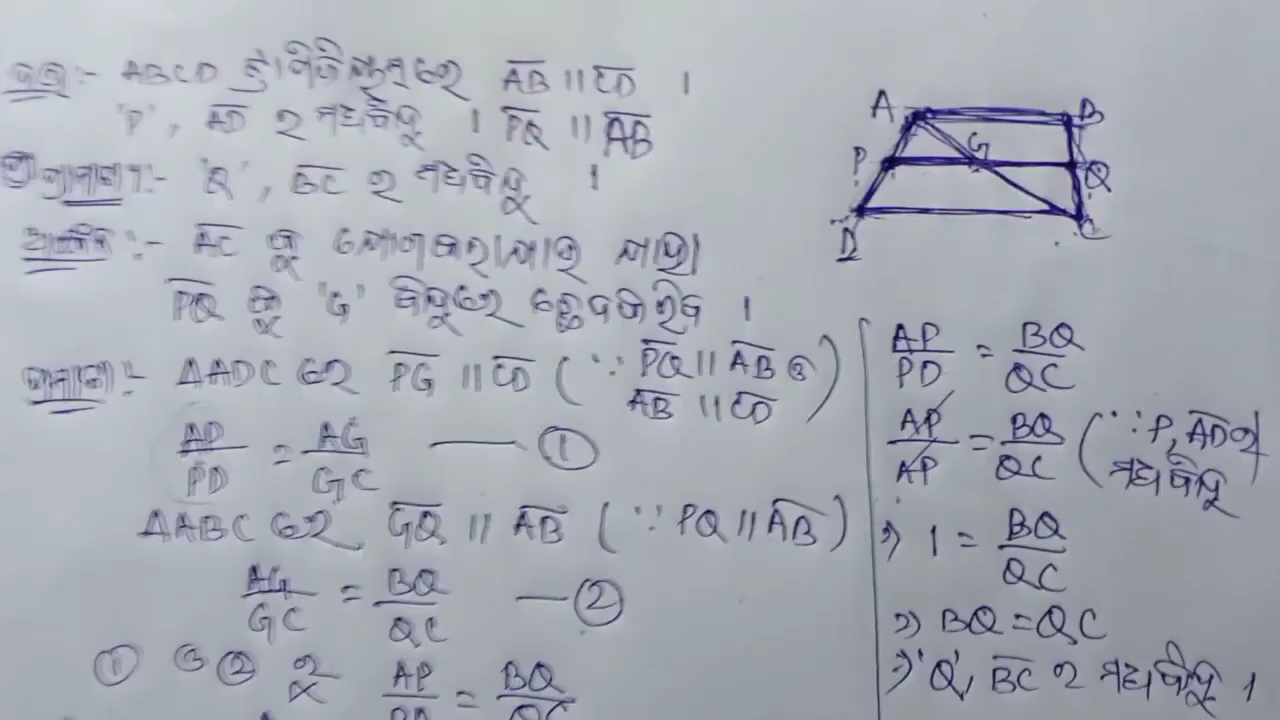 ଦତ୍ତ :- ABCD ଟ୍ରାପିଜିୟମରେ AB || CD ।
'P', AD ର ମଧ୍ୟବିନ୍ଦୁ । PQ || AB
ପ୍ରାମାଣ୍ୟ :- 'Q', BC ର ମଧ୍ୟବିନ୍ଦୁ ।
ଅଙ୍କନ :- AC କୁ ଯୋଗ କରାଯାଉ ଯାହା
PQ କୁ 'G' ବିନ୍ଦୁରେ ଛେଦ କରିବ ।
ପ୍ରମାଣ :- ΔADC ରେ PG || CD ( ∵ PQ || AB ଓ
AB || CD )
AP/PD = AG/GC —— ①
ΔABC ରେ GQ || AB ( ∵ PQ || AB )
AG/GC = BQ/QC — ②
① ଓ ② ରୁ AP/PD = BQ/QC
A B
P G Q
D C
AP/PD = BQ/QC
AP/AP = BQ/QC ( ∵ P, AD ର
ମଧ୍ୟବିନ୍ଦୁ )
⇒ 1 = BQ/QC
⇒ BQ = QC
⇒ 'Q', BC ର ମଧ୍ୟବିନ୍ଦୁ ।